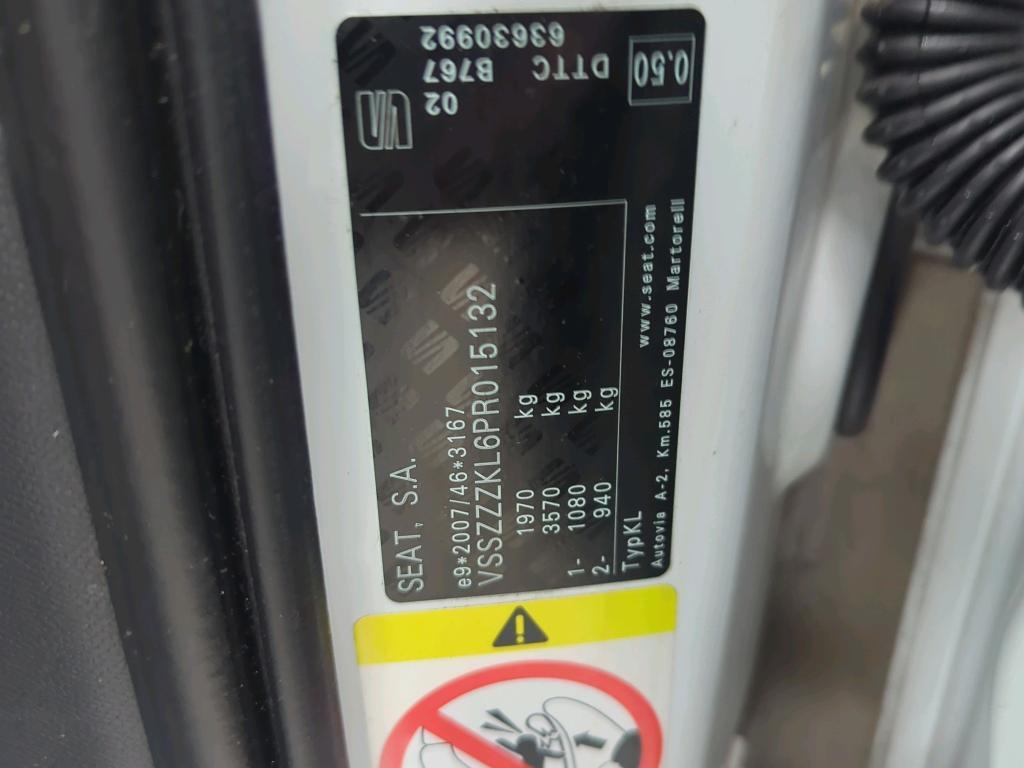 SEAT, S.A.
e9*2007/46*3167
VSSZZZKL6PR015132
1970 kg
3570 kg
1- 1080 kg
2- 940 kg
TypKL
www.seat.com
Autovia A-2, Km.585 ES-08760 Martorell
02
B767
DTTC
63630992
0.50